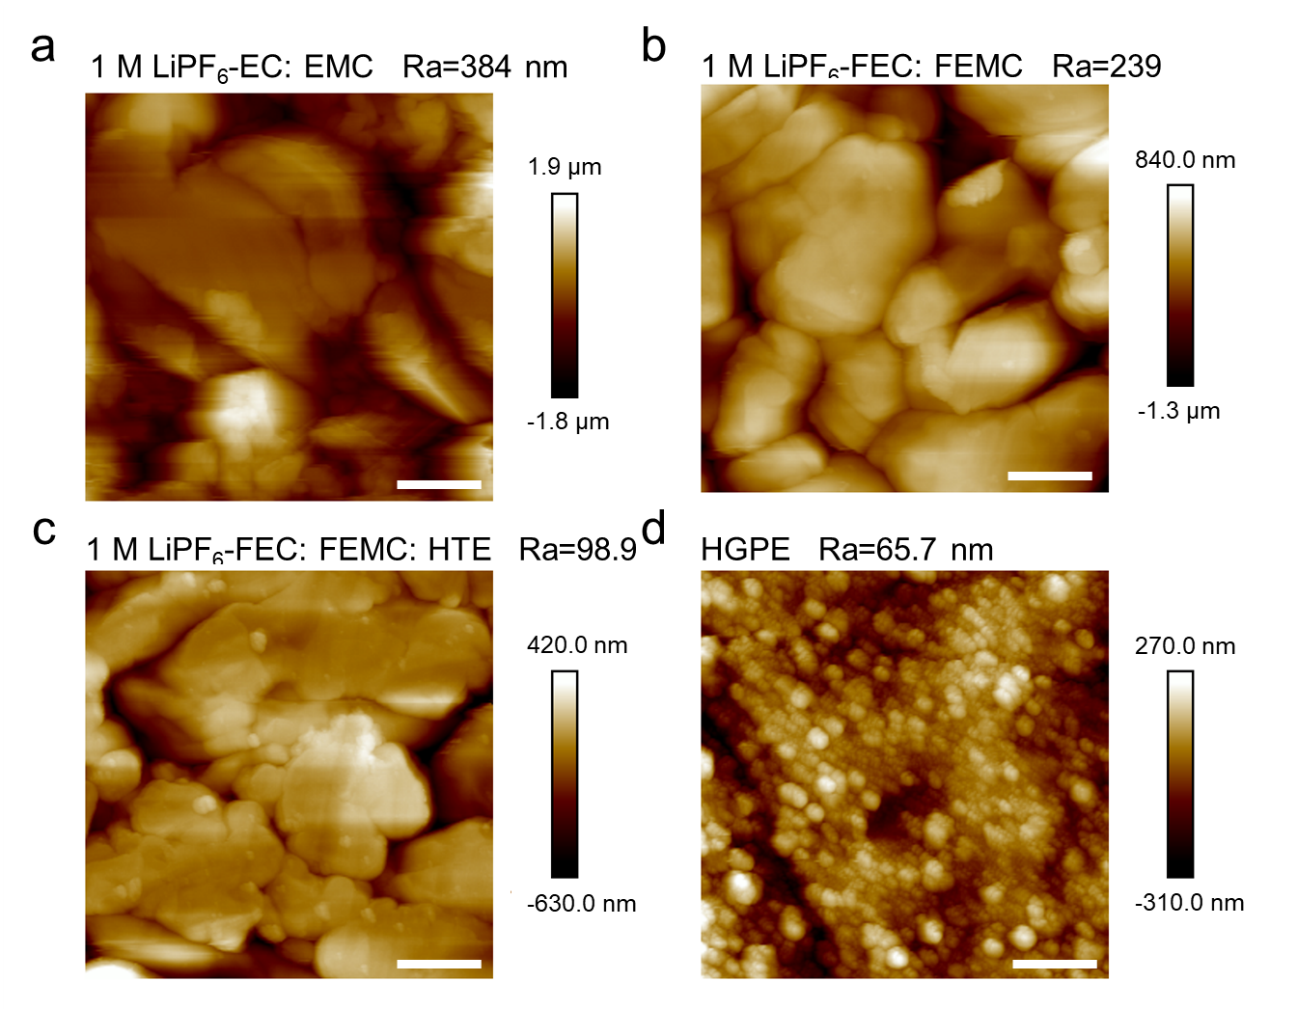 a
1 M LiPF6-EC: EMC Ra=384 nm
1.9 µm
-1.8 µm
b
1 M LiPF6-FEC: FEMC Ra=239
840.0 nm
-1.3 µm
c
1 M LiPF6-FEC: FEMC: HTE Ra=98.9
420.0 nm
-630.0 nm
d
HGPE Ra=65.7 nm
270.0 nm
-310.0 nm